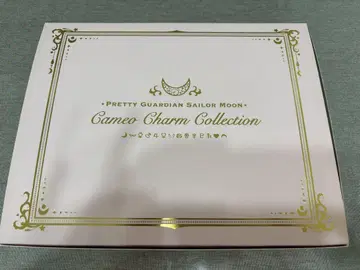 • PRETTY GUARDIAN SAILOR MOON •
Cameo Charm Collection